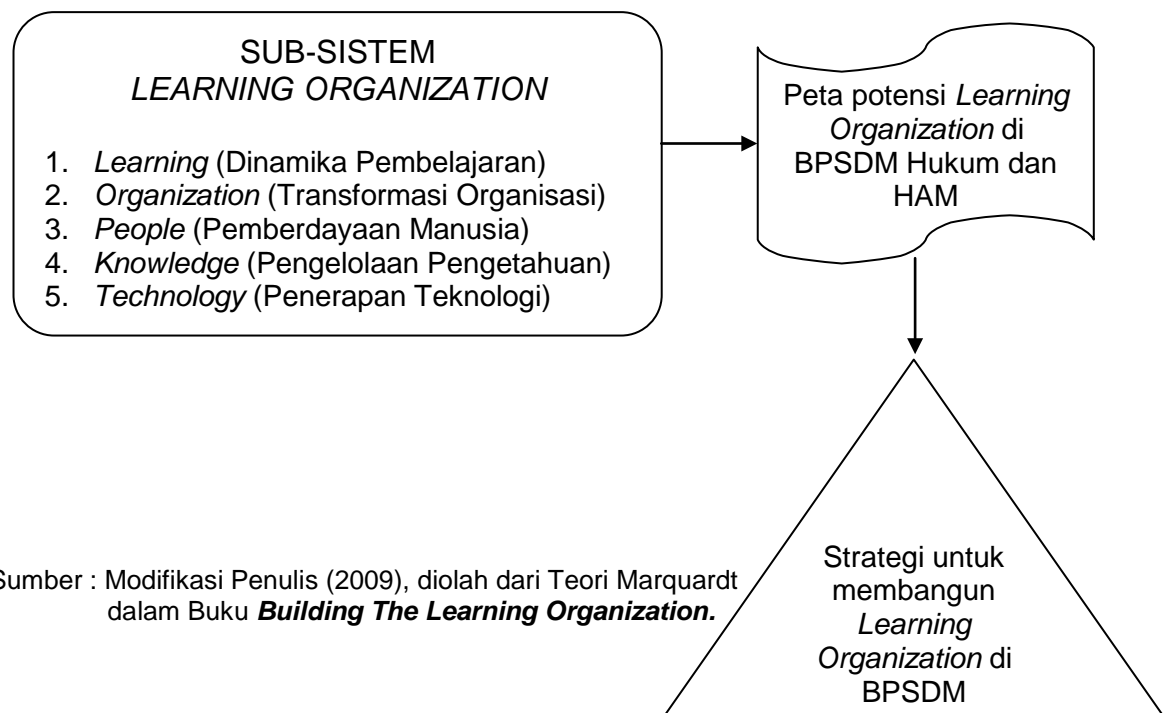 SUB-SISTEM
LEARNING ORGANIZATION
1. Learning (Dinamika Pembelajaran)
2. Organization (Transformasi Organisasi)
3. People (Pemberdayaan Manusia)
4. Knowledge (Pengelolaan Pengetahuan)
5. Technology (Penerapan Teknologi)
Peta potensi Learning
Organization di
BPSDM Hukum dan
HAM
Strategi untuk
membangun
Learning
Organization di
BPSDM
Sumber : Modifikasi Penulis (2009), diolah dari Teori Marquardt
dalam Buku Building The Learning Organization.